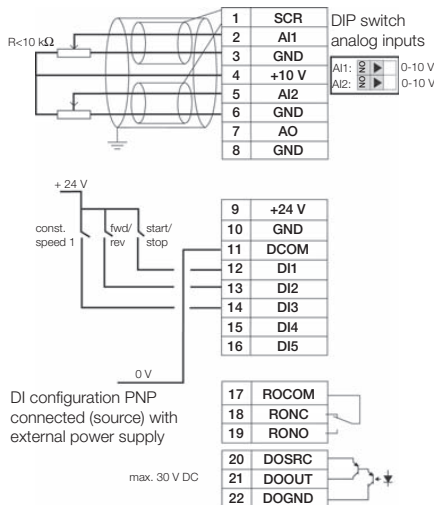 1 SCR
2 AI1
3 GND
4 +10 V
5 AI2
6 GND
7 AO
8 GND
R<10 kΩ
DIP switch
analog inputs
AI1: ON 0-10 V
AI2: ON 0-10 V
+ 24 V
const.
speed 1
fwd/
rev
start/
stop
9 +24 V
10 GND
11 DCOM
12 DI1
13 DI2
14 DI3
15 DI4
16 DI5
0 V
DI configuration PNP
connected (source) with
external power supply
17 ROCOM
18 RONC
19 RONO
max. 30 V DC
20 DOSRC
21 DOOUT
22 DOGND